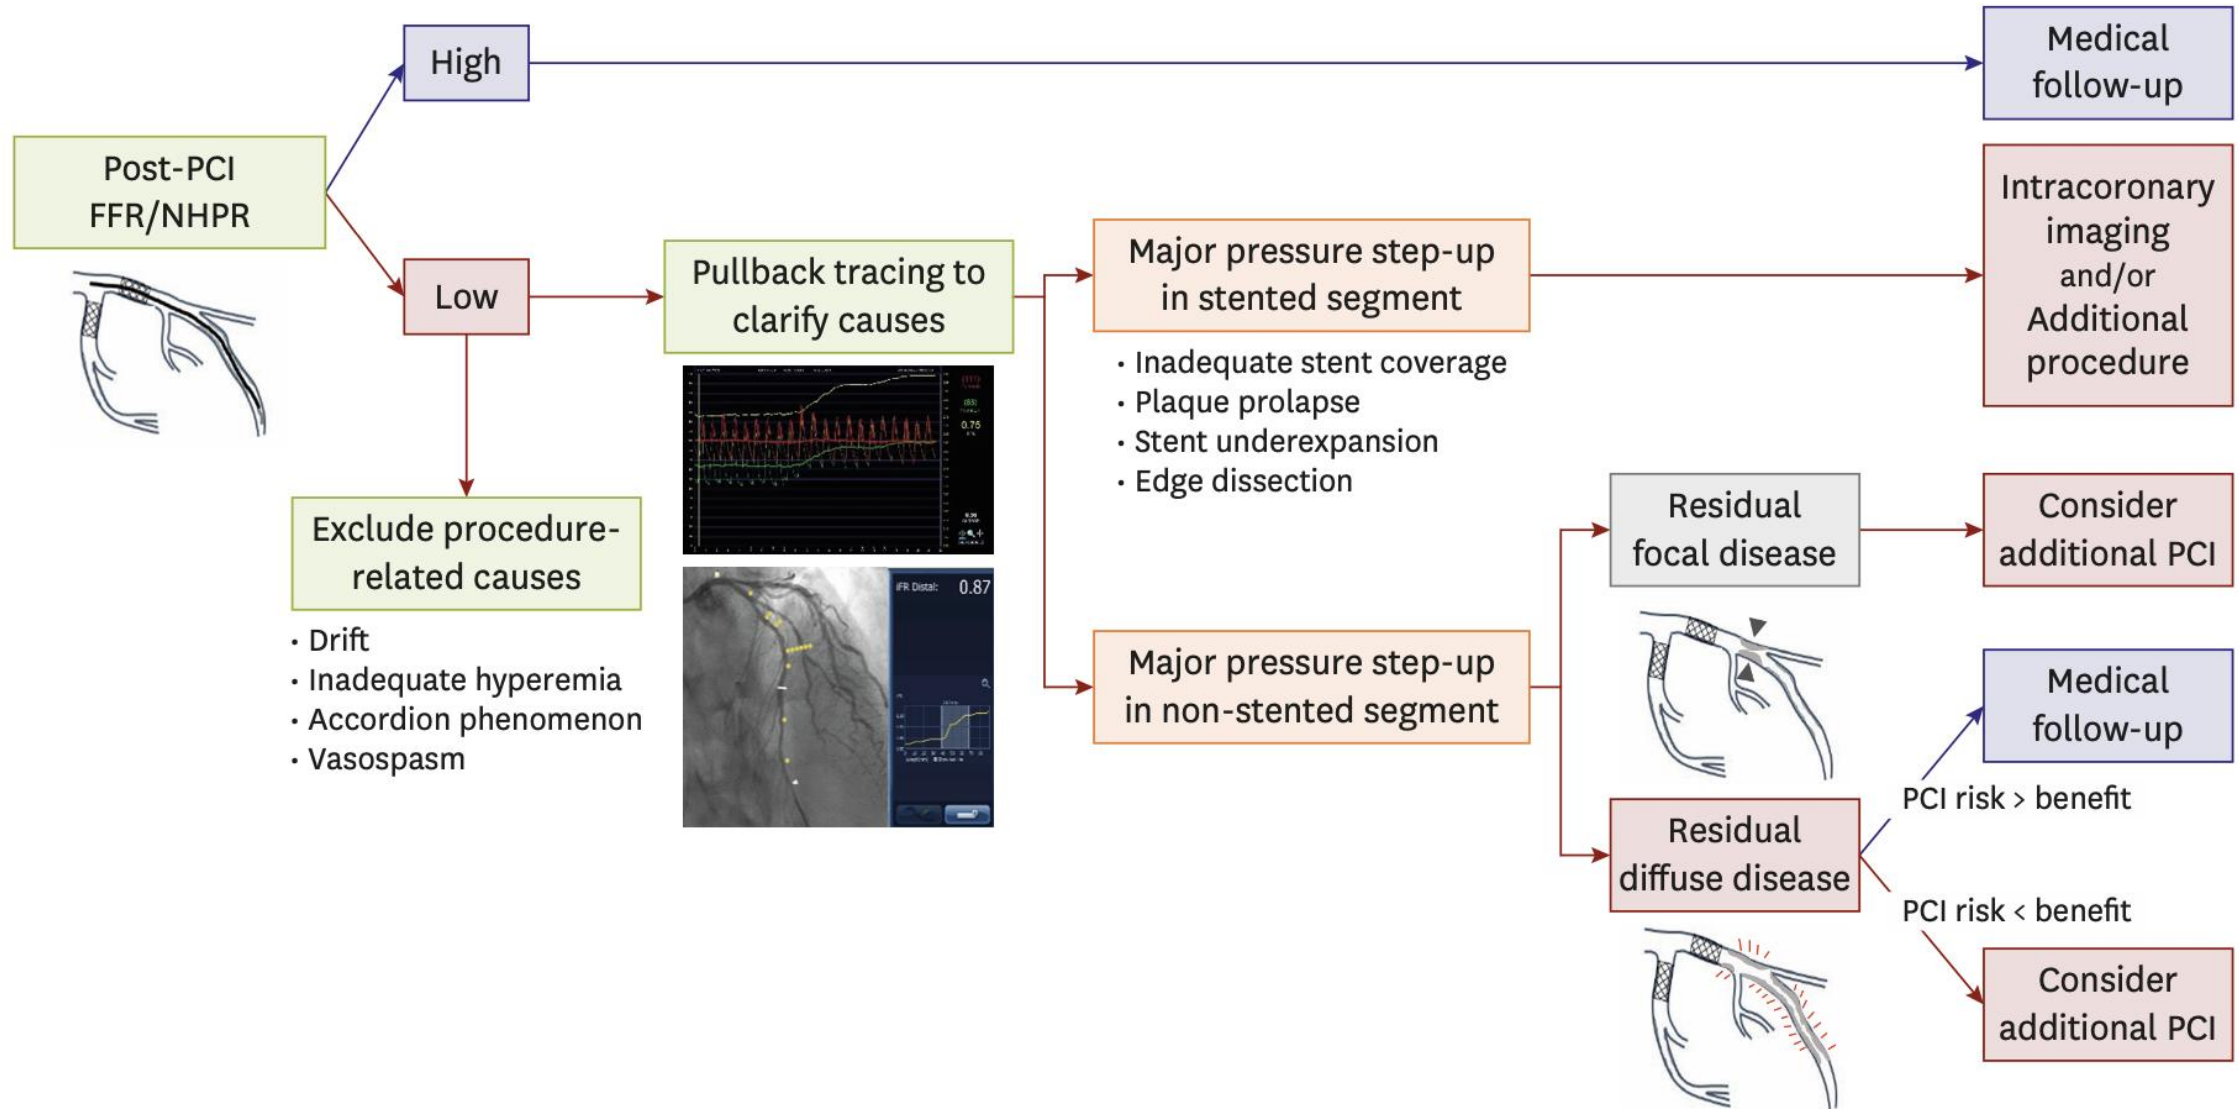 High
Medical
follow-up
Post-PCI
FFR/NHPR
Low
Pullback tracing to
clarify causes
Major pressure step-up
in stented segment
Intracoronary
imaging
and/or
Additional
procedure
• Inadequate stent coverage
• Plaque prolapse
• Stent underexpansion
• Edge dissection
Exclude procedure-
related causes
• Drift
• Inadequate hyperemia
• Accordion phenomenon
• Vasospasm
0.75
iFR Distal: 0.87
Major pressure step-up
in non-stented segment
Residual
focal disease
Consider
additional PCI
Residual
diffuse disease
PCI risk > benefit
Medical
follow-up
PCI risk < benefit
Consider
additional PCI